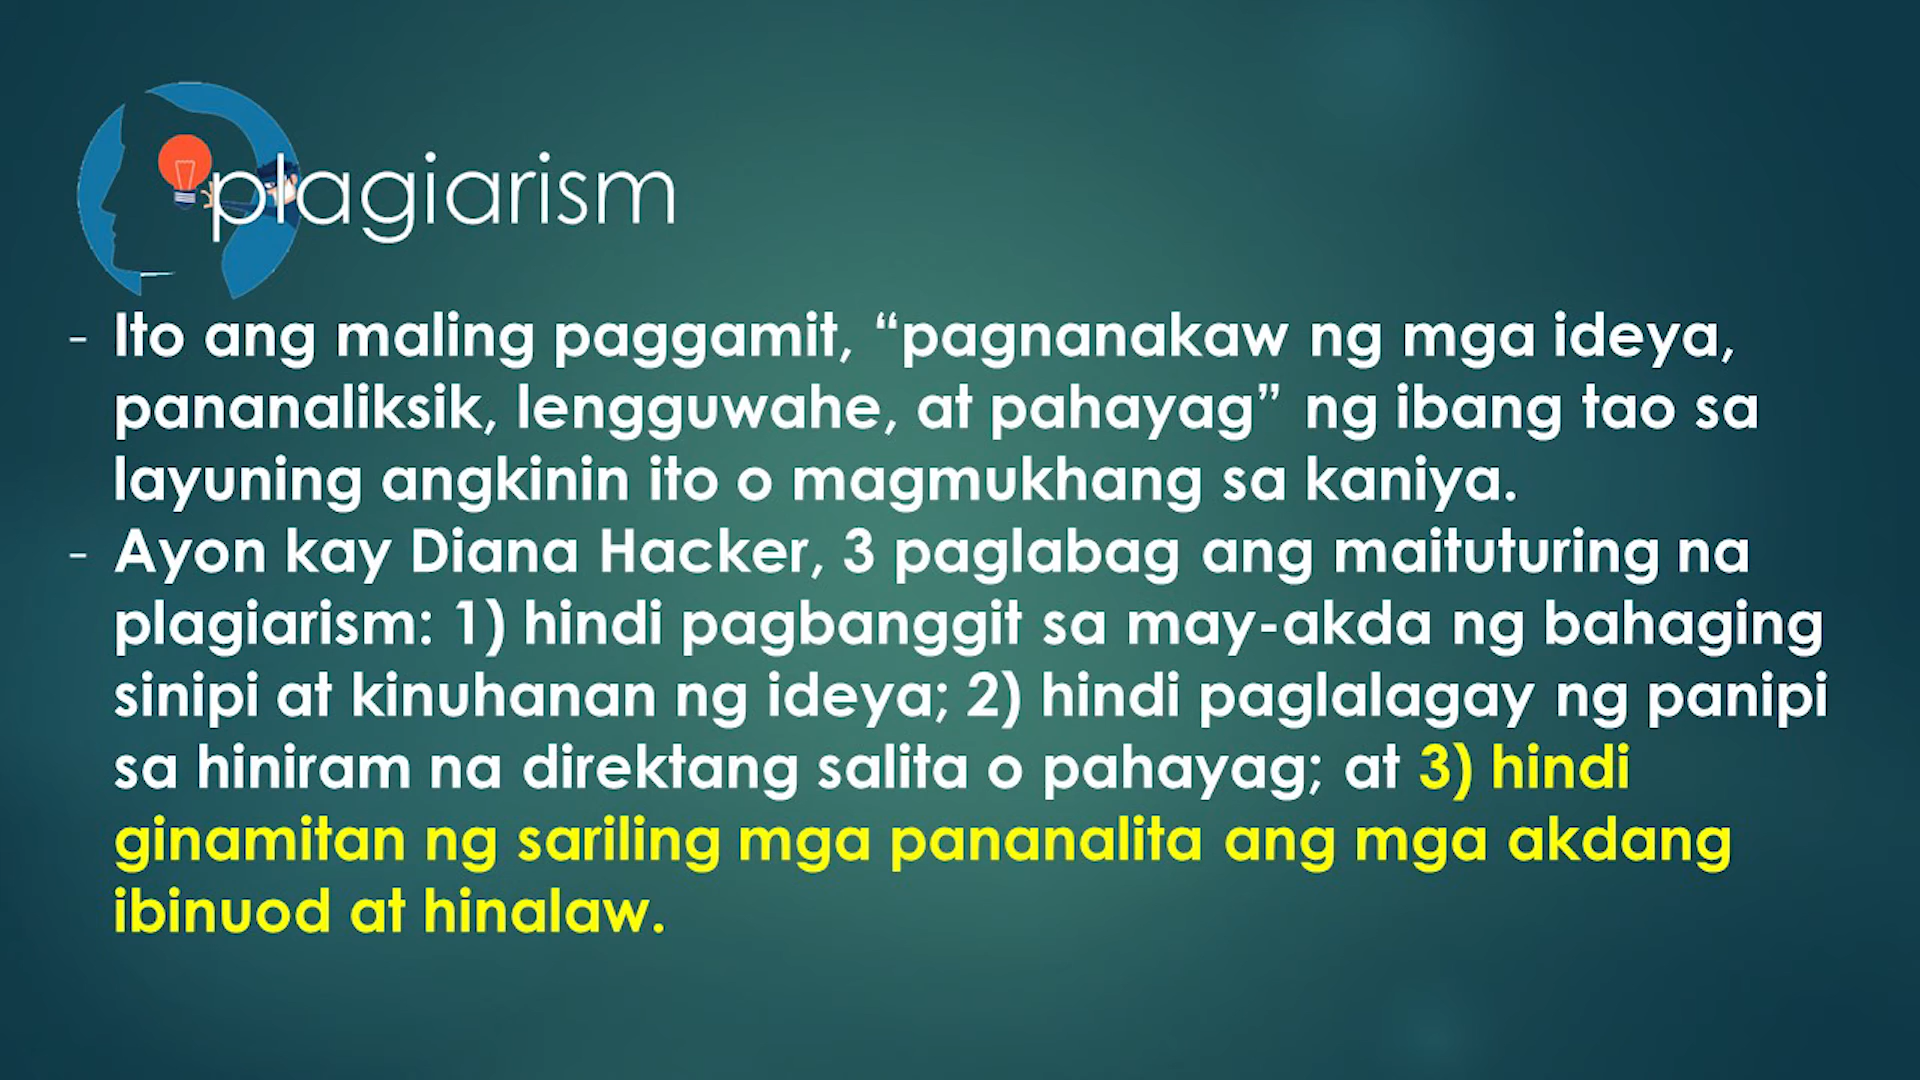 plagiarism
- Ito ang maling paggamit, “pagnanakaw ng mga ideya,
pananaliksik, lengguwahe, at pahayag” ng ibang tao sa
layuning angkinin ito o magmukhang sa kaniya.
- Ayon kay Diana Hacker, 3 paglabag ang maituturing na
plagiarism: 1) hindi pagbanggit sa may-akda ng bahaging
sinipi at kinuhanan ng ideya; 2) hindi paglalagay ng panipi
sa hiniram na direktang salita o pahayag; at 3) hindi
ginamitan ng sariling mga pananalita ang mga akdang
ibinuod at hinalaw.